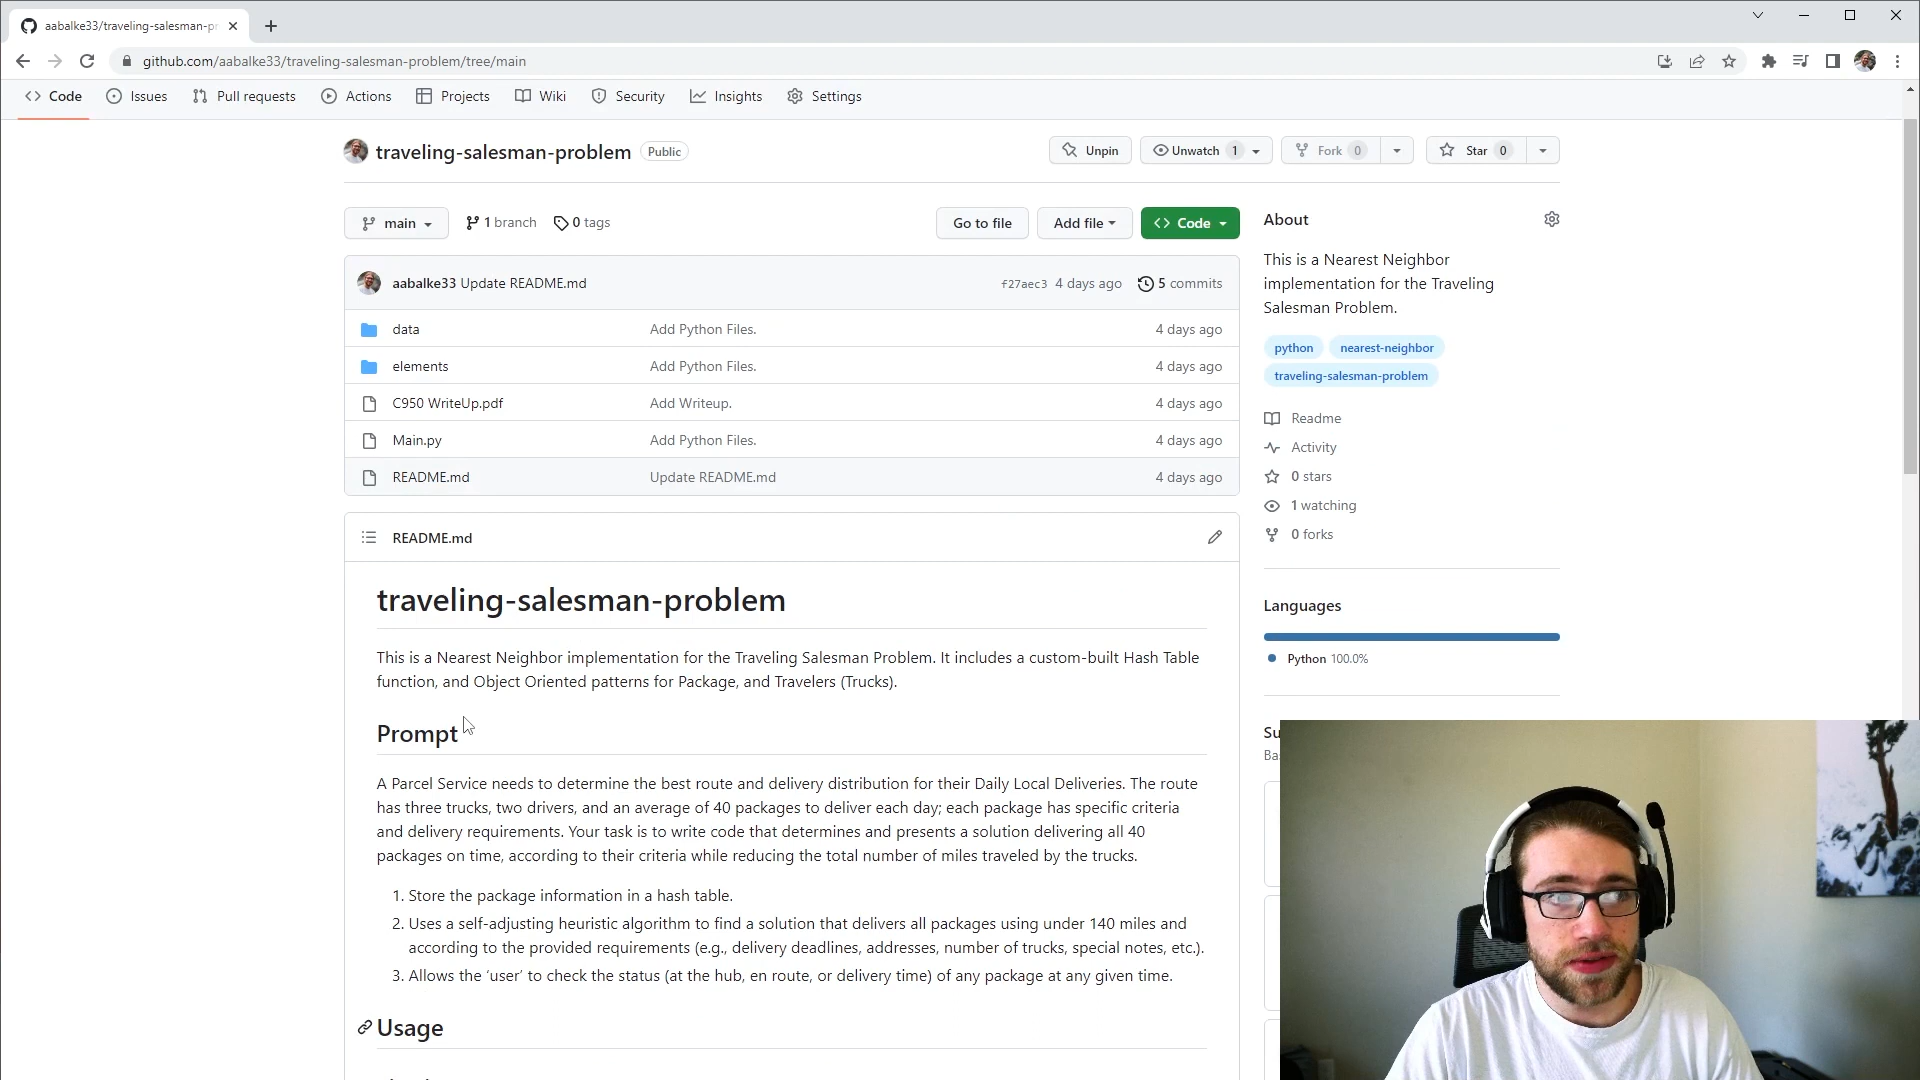 aabalke33/traveling-salesman-pr
github.com/aabalke33/traveling-salesman-problem/tree/main
Code Issues Pull requests Actions Projects Wiki Security Insights Settings
traveling-salesman-problem Public
Unpin Unwatch 1 Fork 0 Star 0
main 1 branch 0 tags Go to file Add file Code
aabalke33 Update README.md f27aec3 4 days ago 5 commits
data Add Python Files. 4 days ago
elements Add Python Files. 4 days ago
C950 WriteUp.pdf Add Writeup. 4 days ago
Main.py Add Python Files. 4 days ago
README.md Update README.md 4 days ago
README.md
traveling-salesman-problem
This is a Nearest Neighbor implementation for the Traveling Salesman Problem. It includes a custom-built Hash Table
function, and Object Oriented patterns for Package, and Travelers (Trucks).
Prompt
A Parcel Service needs to determine the best route and delivery distribution for their Daily Local Deliveries. The route
has three trucks, two drivers, and an average of 40 packages to deliver each day; each package has specific criteria
and delivery requirements. Your task is to write code that determines and presents a solution delivering all 40
packages on time, according to their criteria while reducing the total number of miles traveled by the trucks.
1. Store the package information in a hash table.
2. Uses a self-adjusting heuristic algorithm to find a solution that delivers all packages using under 140 miles and
according to the provided requirements (e.g., delivery deadlines, addresses, number of trucks, special notes, etc.).
3. Allows the ‘user’ to check the status (at the hub, en route, or delivery time) of any package at any given time.
Usage
About
This is a Nearest Neighbor
implementation for the Traveling
Salesman Problem.
python nearest-neighbor
traveling-salesman-problem
Readme
Activity
0 stars
1 watching
0 forks
Languages
Python 100.0%
Su
Ba